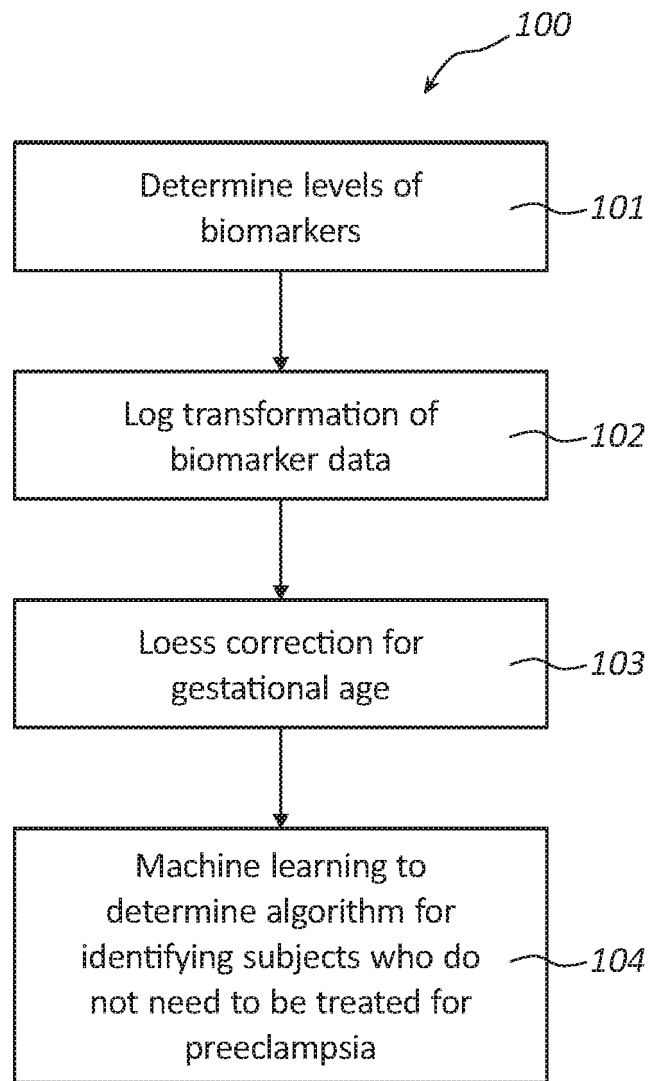 100
Determine levels of
biomarkers
101
Log transformation of
biomarker data
102
Loess correction for
gestational age
103
Machine learning to
determine algorithm for
identifying subjects who do
not need to be treated for
preeclampsia
104